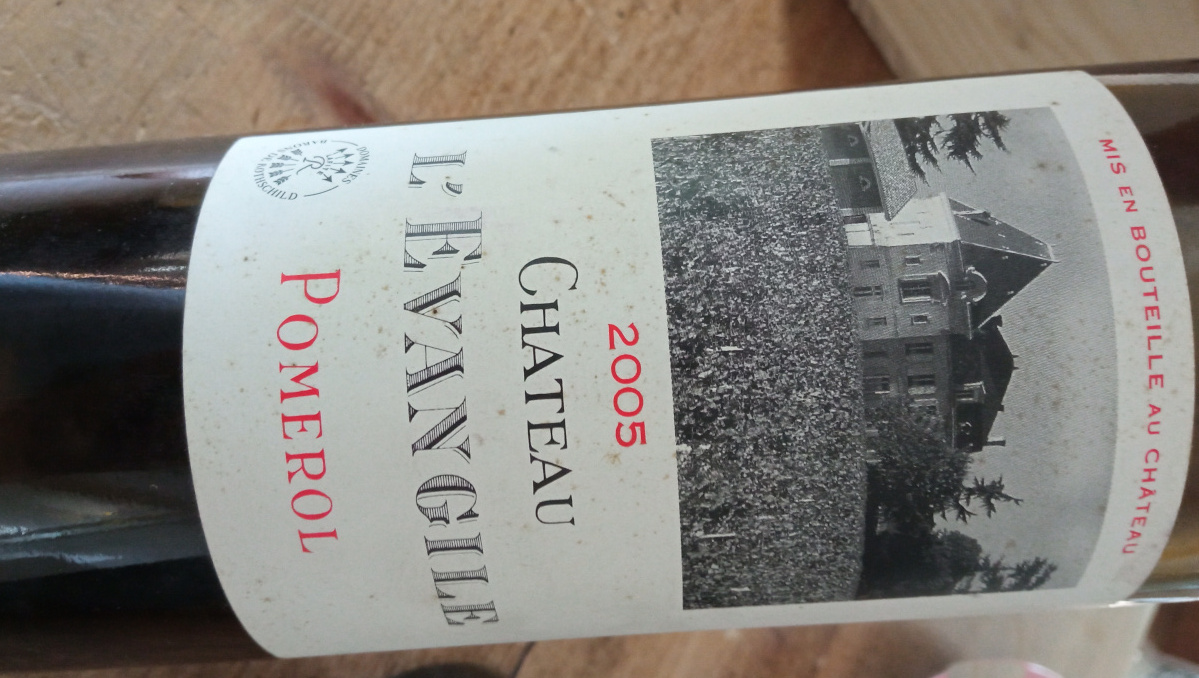 MIS EN BOUTEILLE AU CHÂTEAU
2005
CHATEAU
L'EVANGILE
POMEROL
DOMAINES
BARONS DE ROTHSCHILD
R